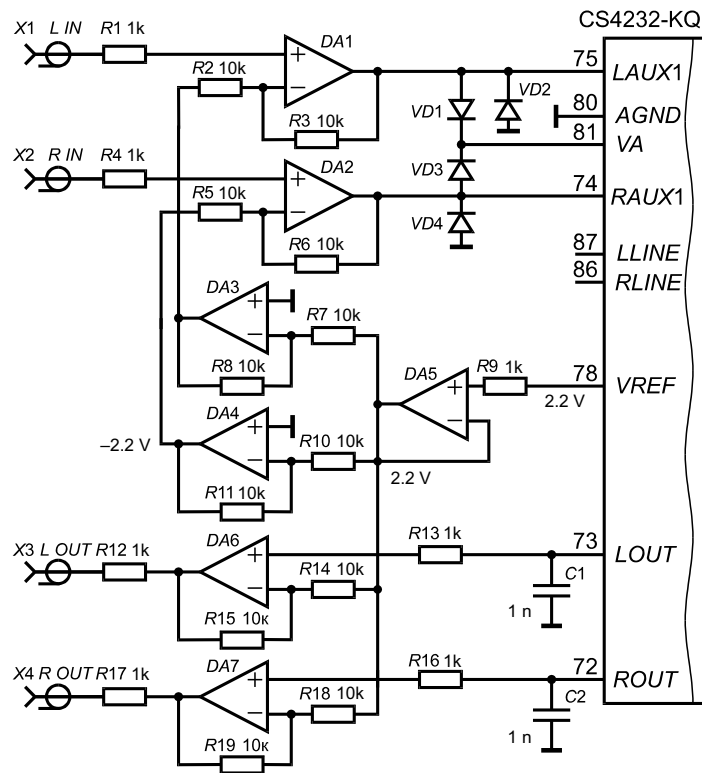 CS4232-KQ
X1 L IN R1 1k
DA1
+
−
R2 10k
R3 10k
75
LAUX1
VD1
VD2
80
AGND
81
VA
X2 R IN R4 1k
DA2
+
−
R5 10k
R6 10k
VD3
74
RAUX1
VD4
87
LLINE
86
RLINE
DA3
+
−
R7 10k
R8 10k
DA5
+
−
R9 1k
78
VREF
2.2 V
DA4
+
−
−2.2 V
R10 10k
2.2 V
R11 10k
X3 L OUT R12 1k
DA6
+
−
R13 1k
73
LOUT
R14 10k
C1
1 n
R15 10к
X4 R OUT R17 1k
DA7
+
−
R16 1k
72
ROUT
R18 10k
C2
1 n
R19 10к